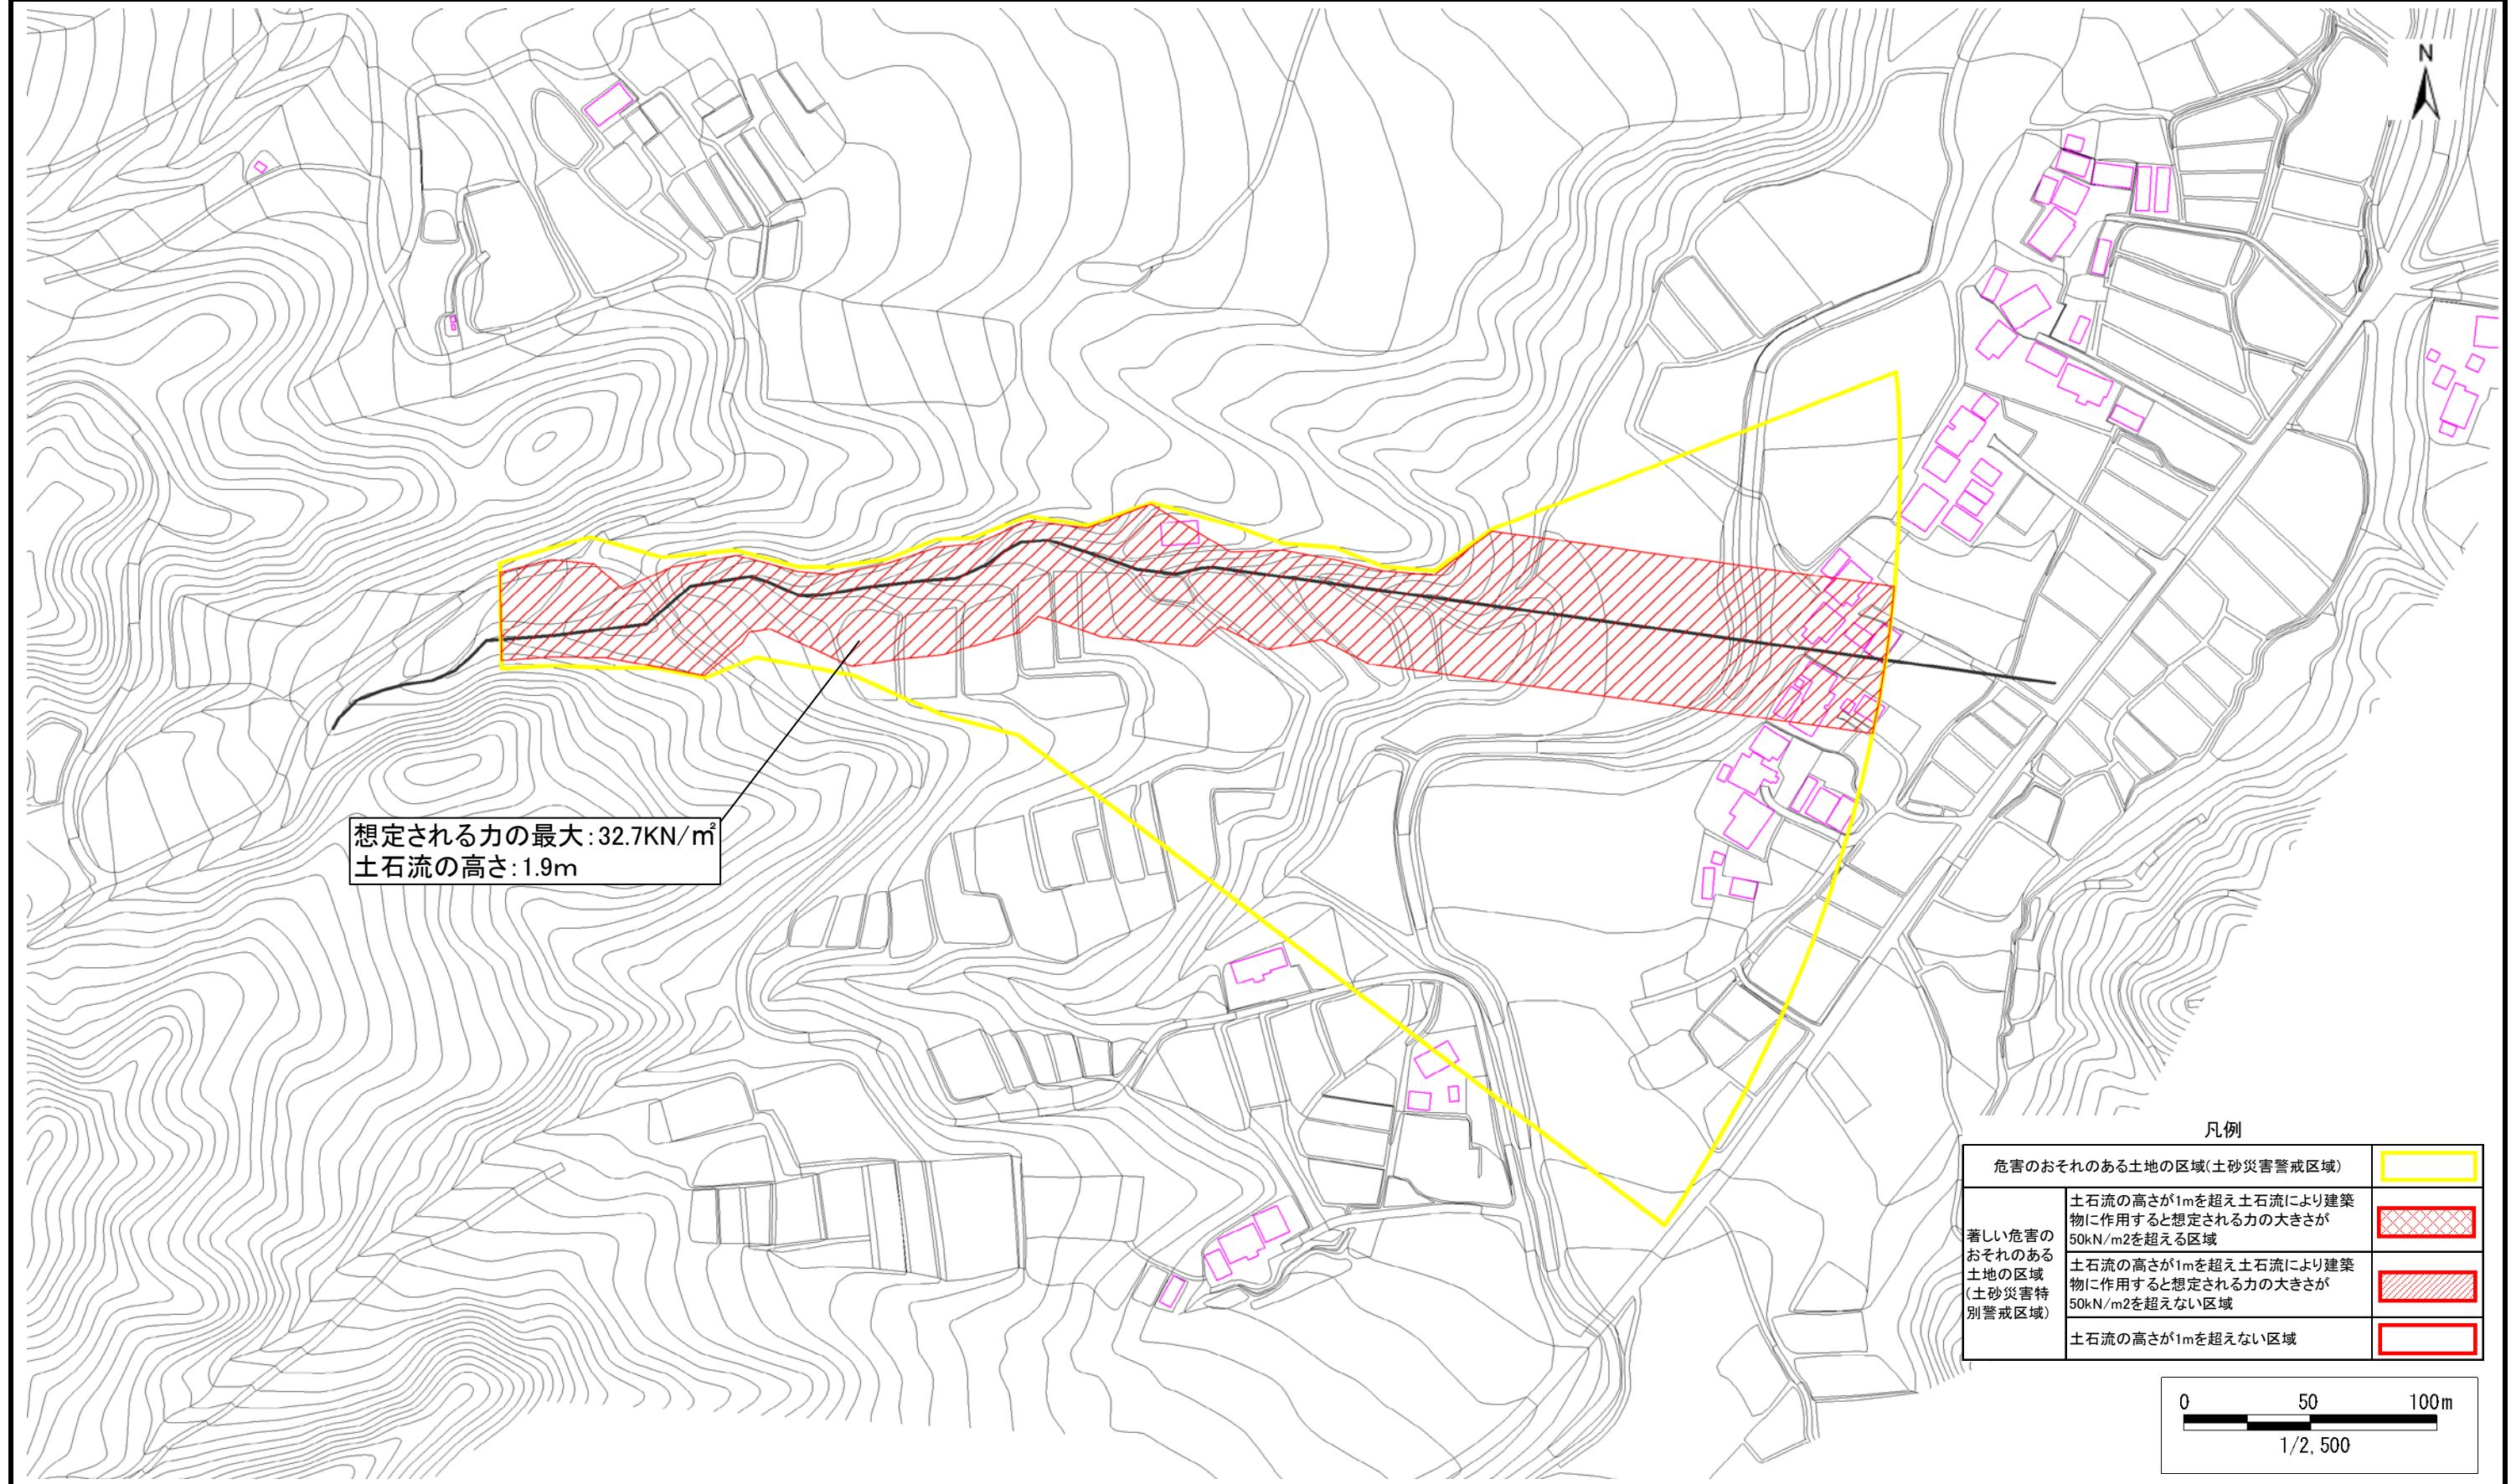 N
想定される力の最大:32.7KN/㎡
土石流の高さ:1.9m
凡例
危害のおそれのある土地の区域(土砂災害警戒区域)
著しい危害の
おそれのある
土地の区域
(土砂災害特
別警戒区域)
土石流の高さが1mを超え土石流により建築
物に作用すると想定される力の大きさが
50kN/m2を超える区域
土石流の高さが1mを超え土石流により建築
物に作用すると想定される力の大きさが
50kN/m2を超えない区域
土石流の高さが1mを超えない区域
0 50 100m
1/2,500